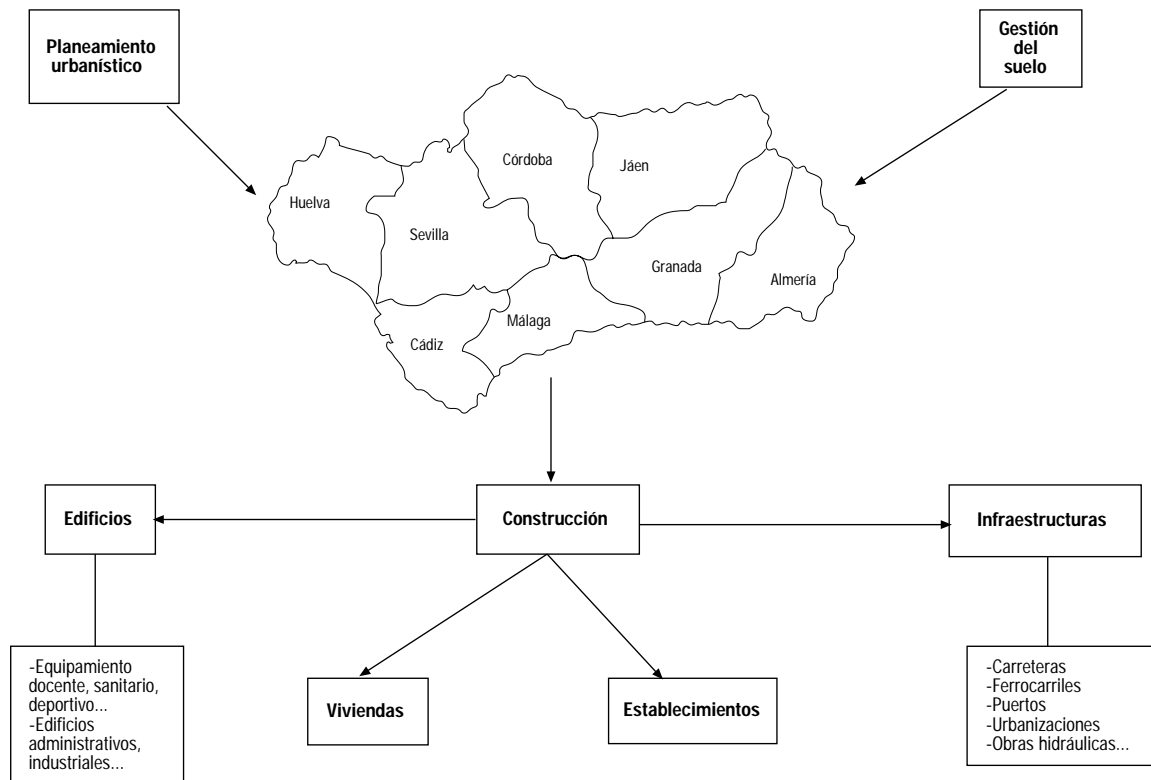 Planeamiento
urbanístico
Gestión
del
suelo
Córdoba
Jáen
Huelva
Sevilla
Granada
Almería
Málaga
Cádiz
Edificios
Construcción
Infraestructuras
-Equipamiento
docente, sanitario,
deportivo...
-Edificios
administrativos,
industriales...
Viviendas
Establecimientos
-Carreteras
-Ferrocarriles
-Puertos
-Urbanizaciones
-Obras hidráulicas...